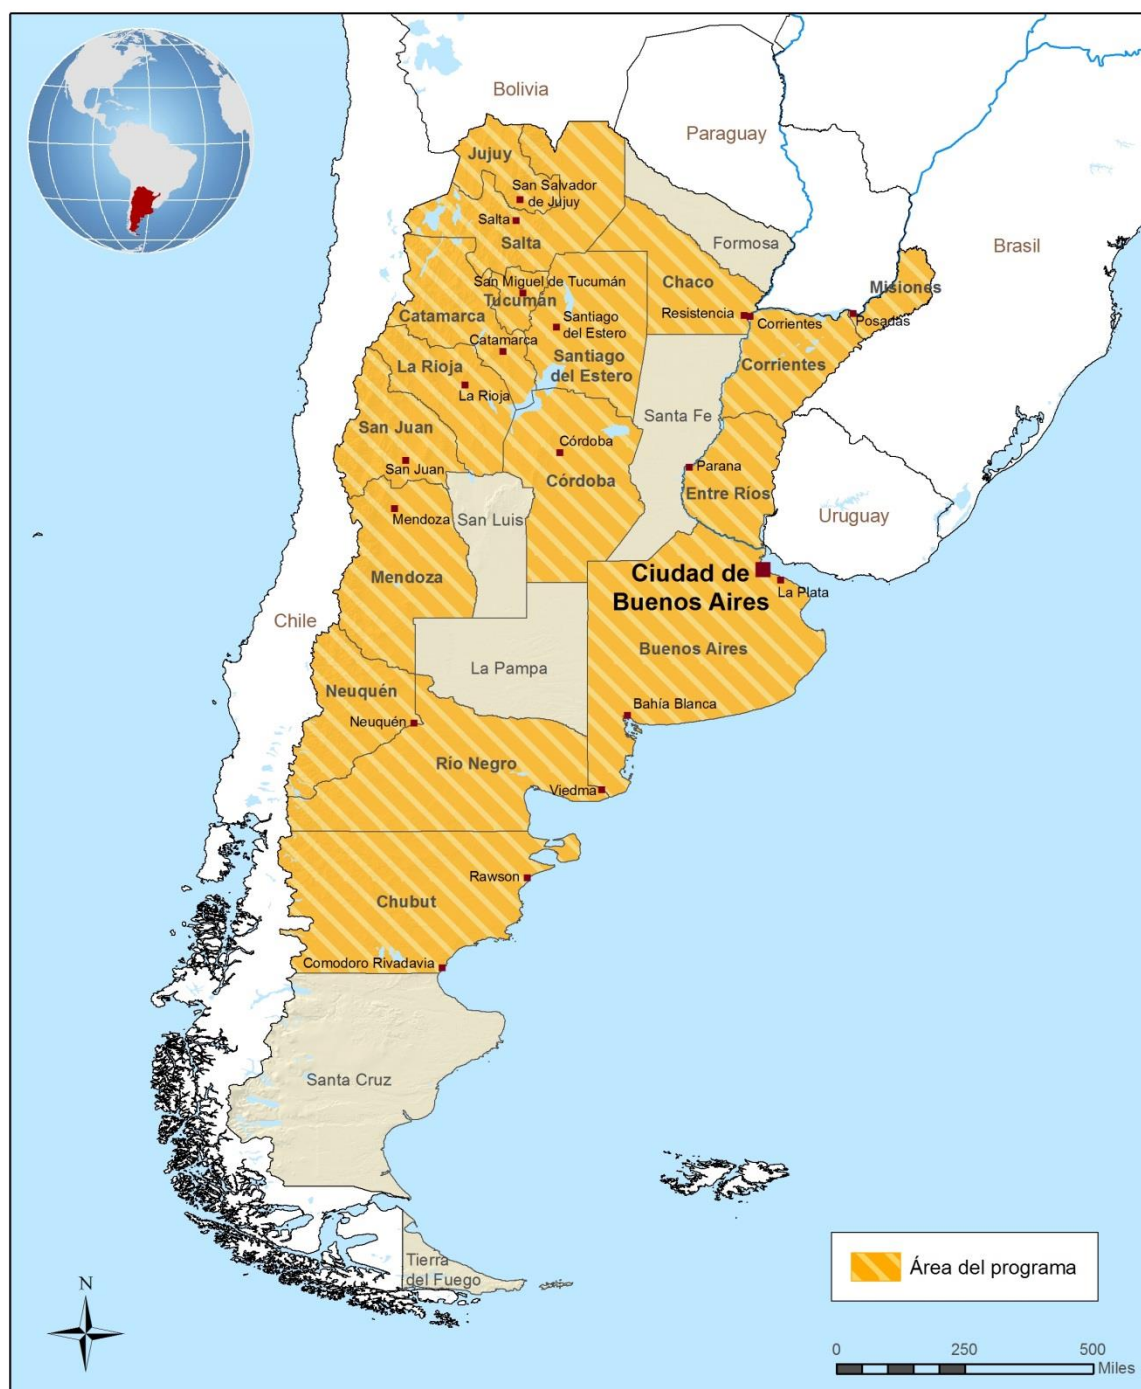 Bolivia
Paraguay
Brasil
Uruguay
Chile
Jujuy
San Salvador
de Jujuy
Salta
Salta
Formosa
Chaco
Misiones
San Miguel de Tucumán
Tucumán
Catamarca
Catamarca
Santiago
del Estero
Santiago
del Estero
Resistencia
Corrientes
Posadas
Corrientes
La Rioja
La Rioja
Santa Fe
San Juan
San Juan
Córdoba
Córdoba
Parana
Entre Ríos
San Luis
Mendoza
Mendoza
Ciudad de
Buenos Aires
La Plata
Buenos Aires
La Pampa
Neuquén
Neuquén
Bahía Blanca
Rio Negro
Viedma
Rawson
Chubut
Comodoro Rivadavia
Santa Cruz
Tierra
del Fuego
Área del programa
N
0 250 500
Miles